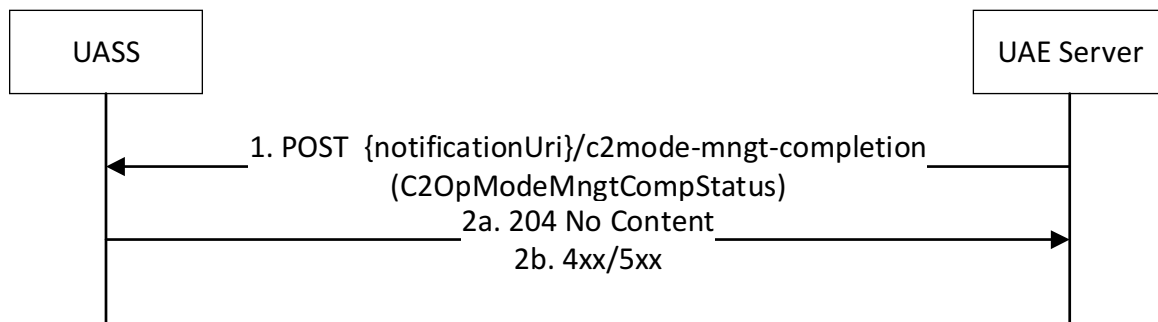 UASS
UAE Server
1. POST  {notificationUri}/c2mode-mngt-completion
(C2OpModeMngtCompStatus)
2a. 204 No Content
2b. 4xx/5xx